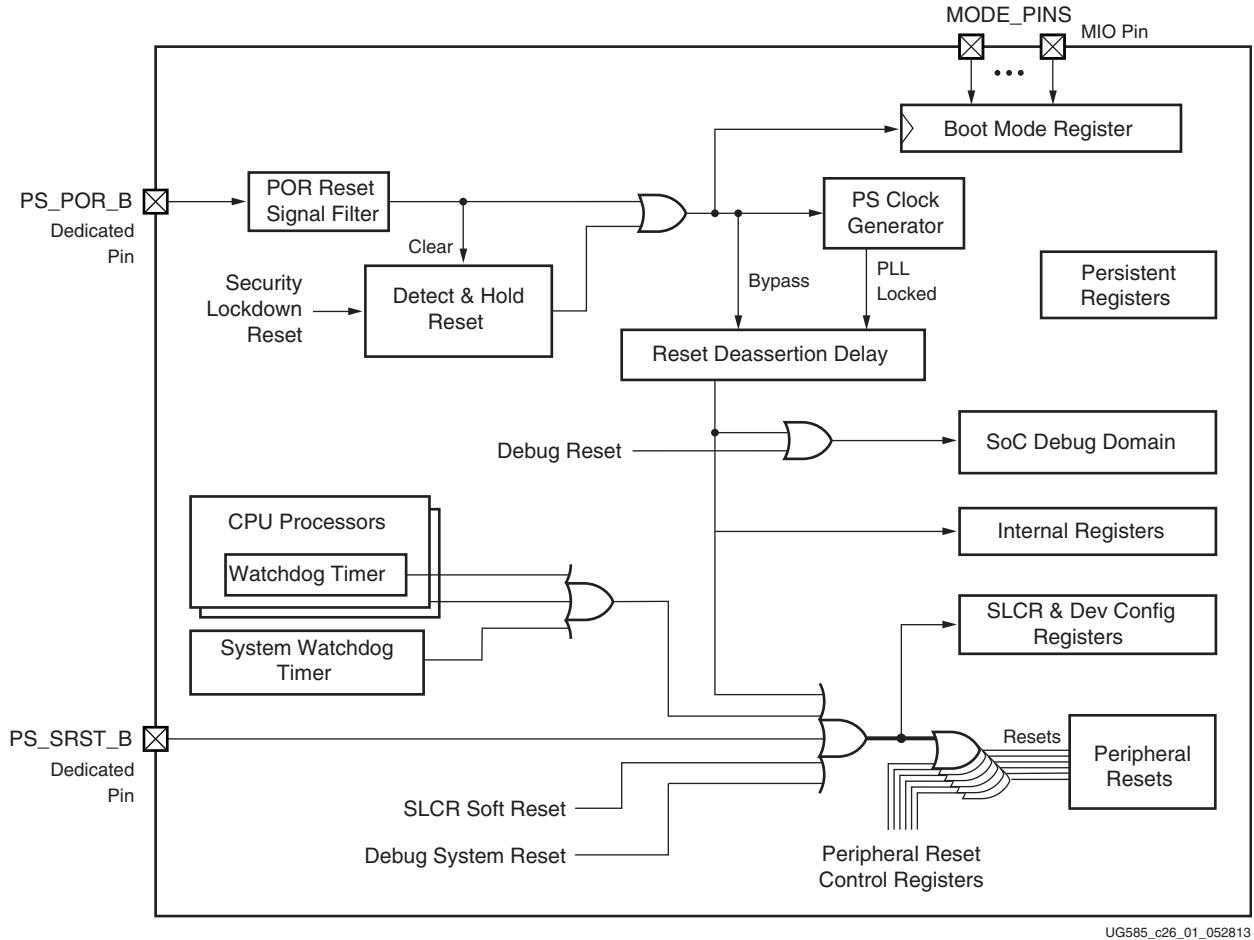 MODE_PINS
MIO Pin
Boot Mode Register
PS_POR_B
Dedicated
Pin
POR Reset
Signal Filter
PS Clock
Generator
Clear
Security
Lockdown
Reset
Detect & Hold
Reset
Bypass
PLL
Locked
Persistent
Registers
Reset Deassertion Delay
Debug Reset
SoC Debug Domain
CPU Processors
Watchdog Timer
Internal Registers
System Watchdog
Timer
SLCR & Dev Config
Registers
PS_SRST_B
Dedicated
Pin
Resets
Peripheral
Resets
SLCR Soft Reset
Debug System Reset
Peripheral Reset
Control Registers
UG585_c26_01_052813